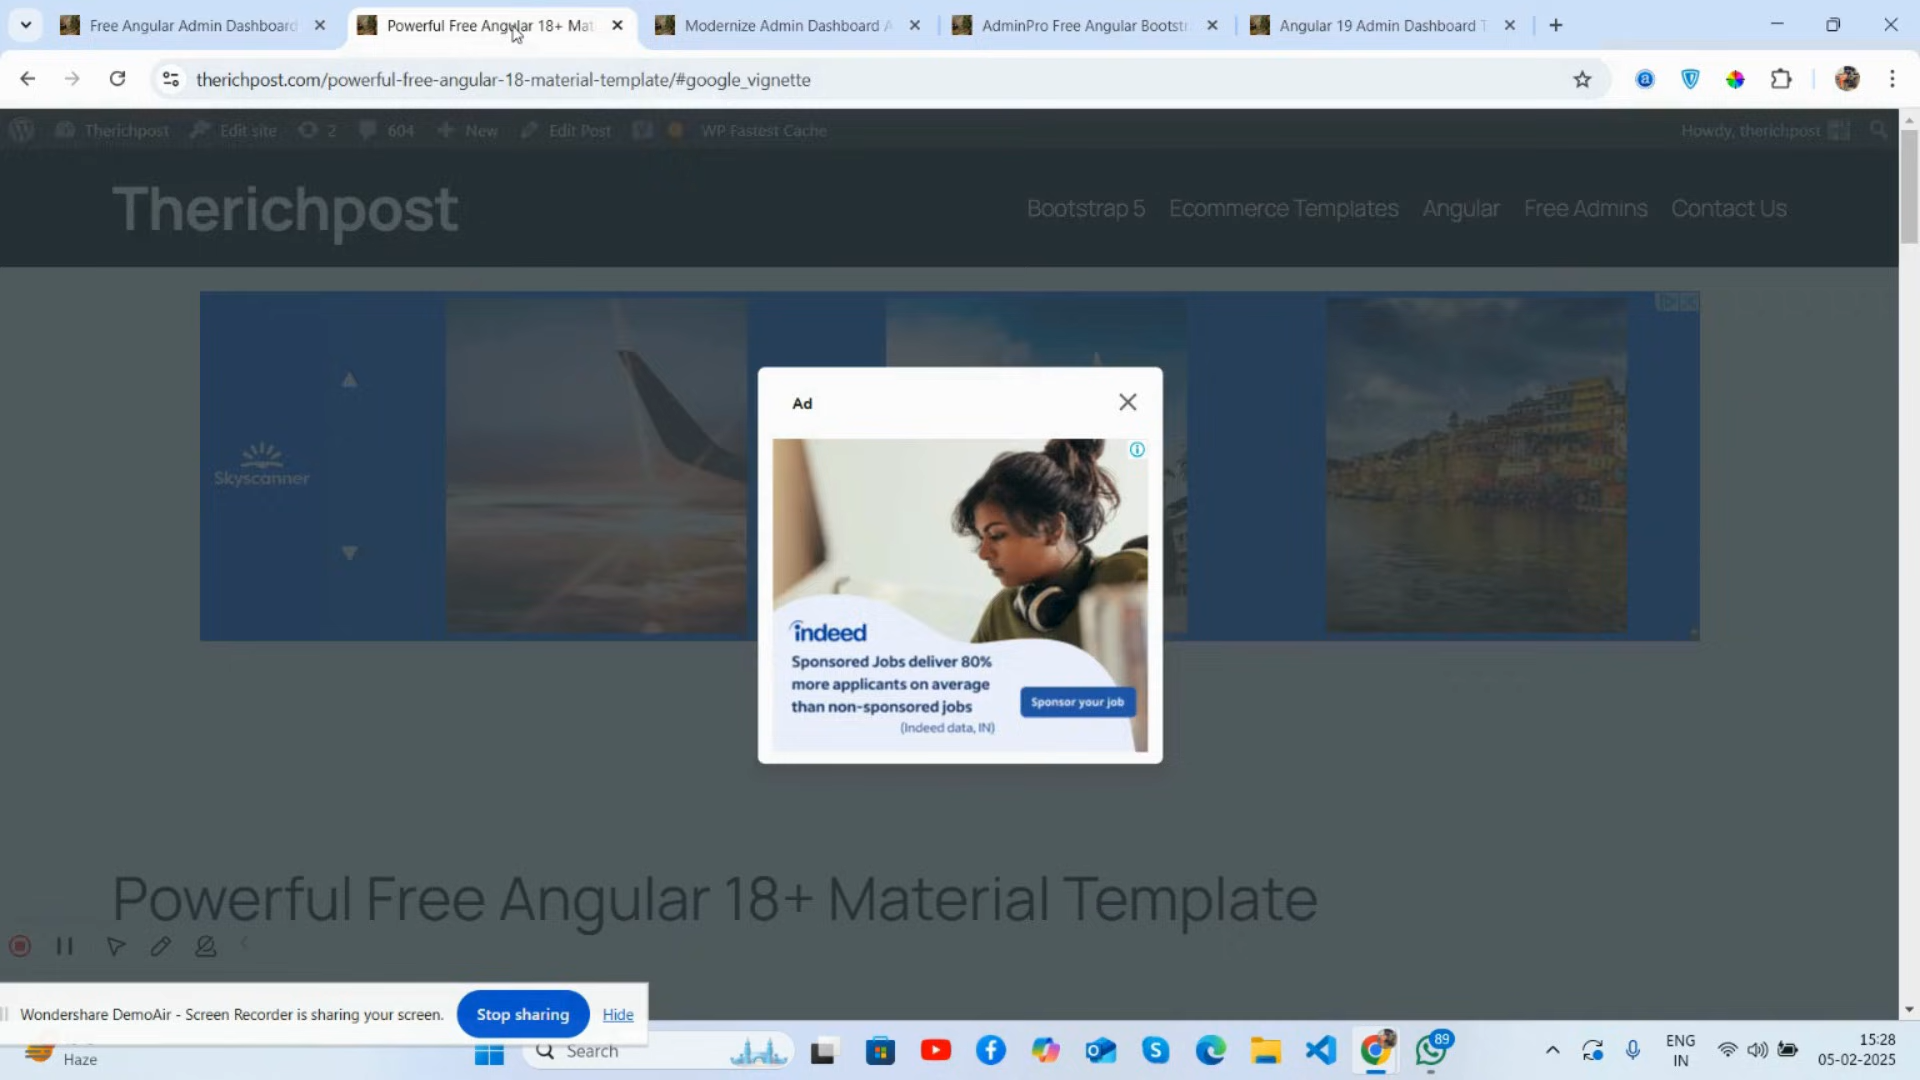 Free Angular Admin Dashboard
Powerful Free Angular 18+ Mat
Modernize Admin Dashboard A
AdminPro Free Angular Bootstr
Angular 19 Admin Dashboard T
therichpost.com/powerful-free-angular-18-material-template/#google_vignette
Therichpost Edit site 2 604 New Edit Post WP Fastest Cache Howdy, therichpost
Therichpost
Bootstrap 5 Ecommerce Templates Angular Free Admins Contact Us
Skyscanner
Ad
indeed
Sponsored Jobs deliver 80%
more applicants on average
than non-sponsored jobs
(Indeed data, IN)
Sponsor your job
Powerful Free Angular 18+ Material Template
Wondershare DemoAir - Screen Recorder is sharing your screen. Stop sharing Hide
Haze
Search
89
ENG
IN
15:28
05-02-2025